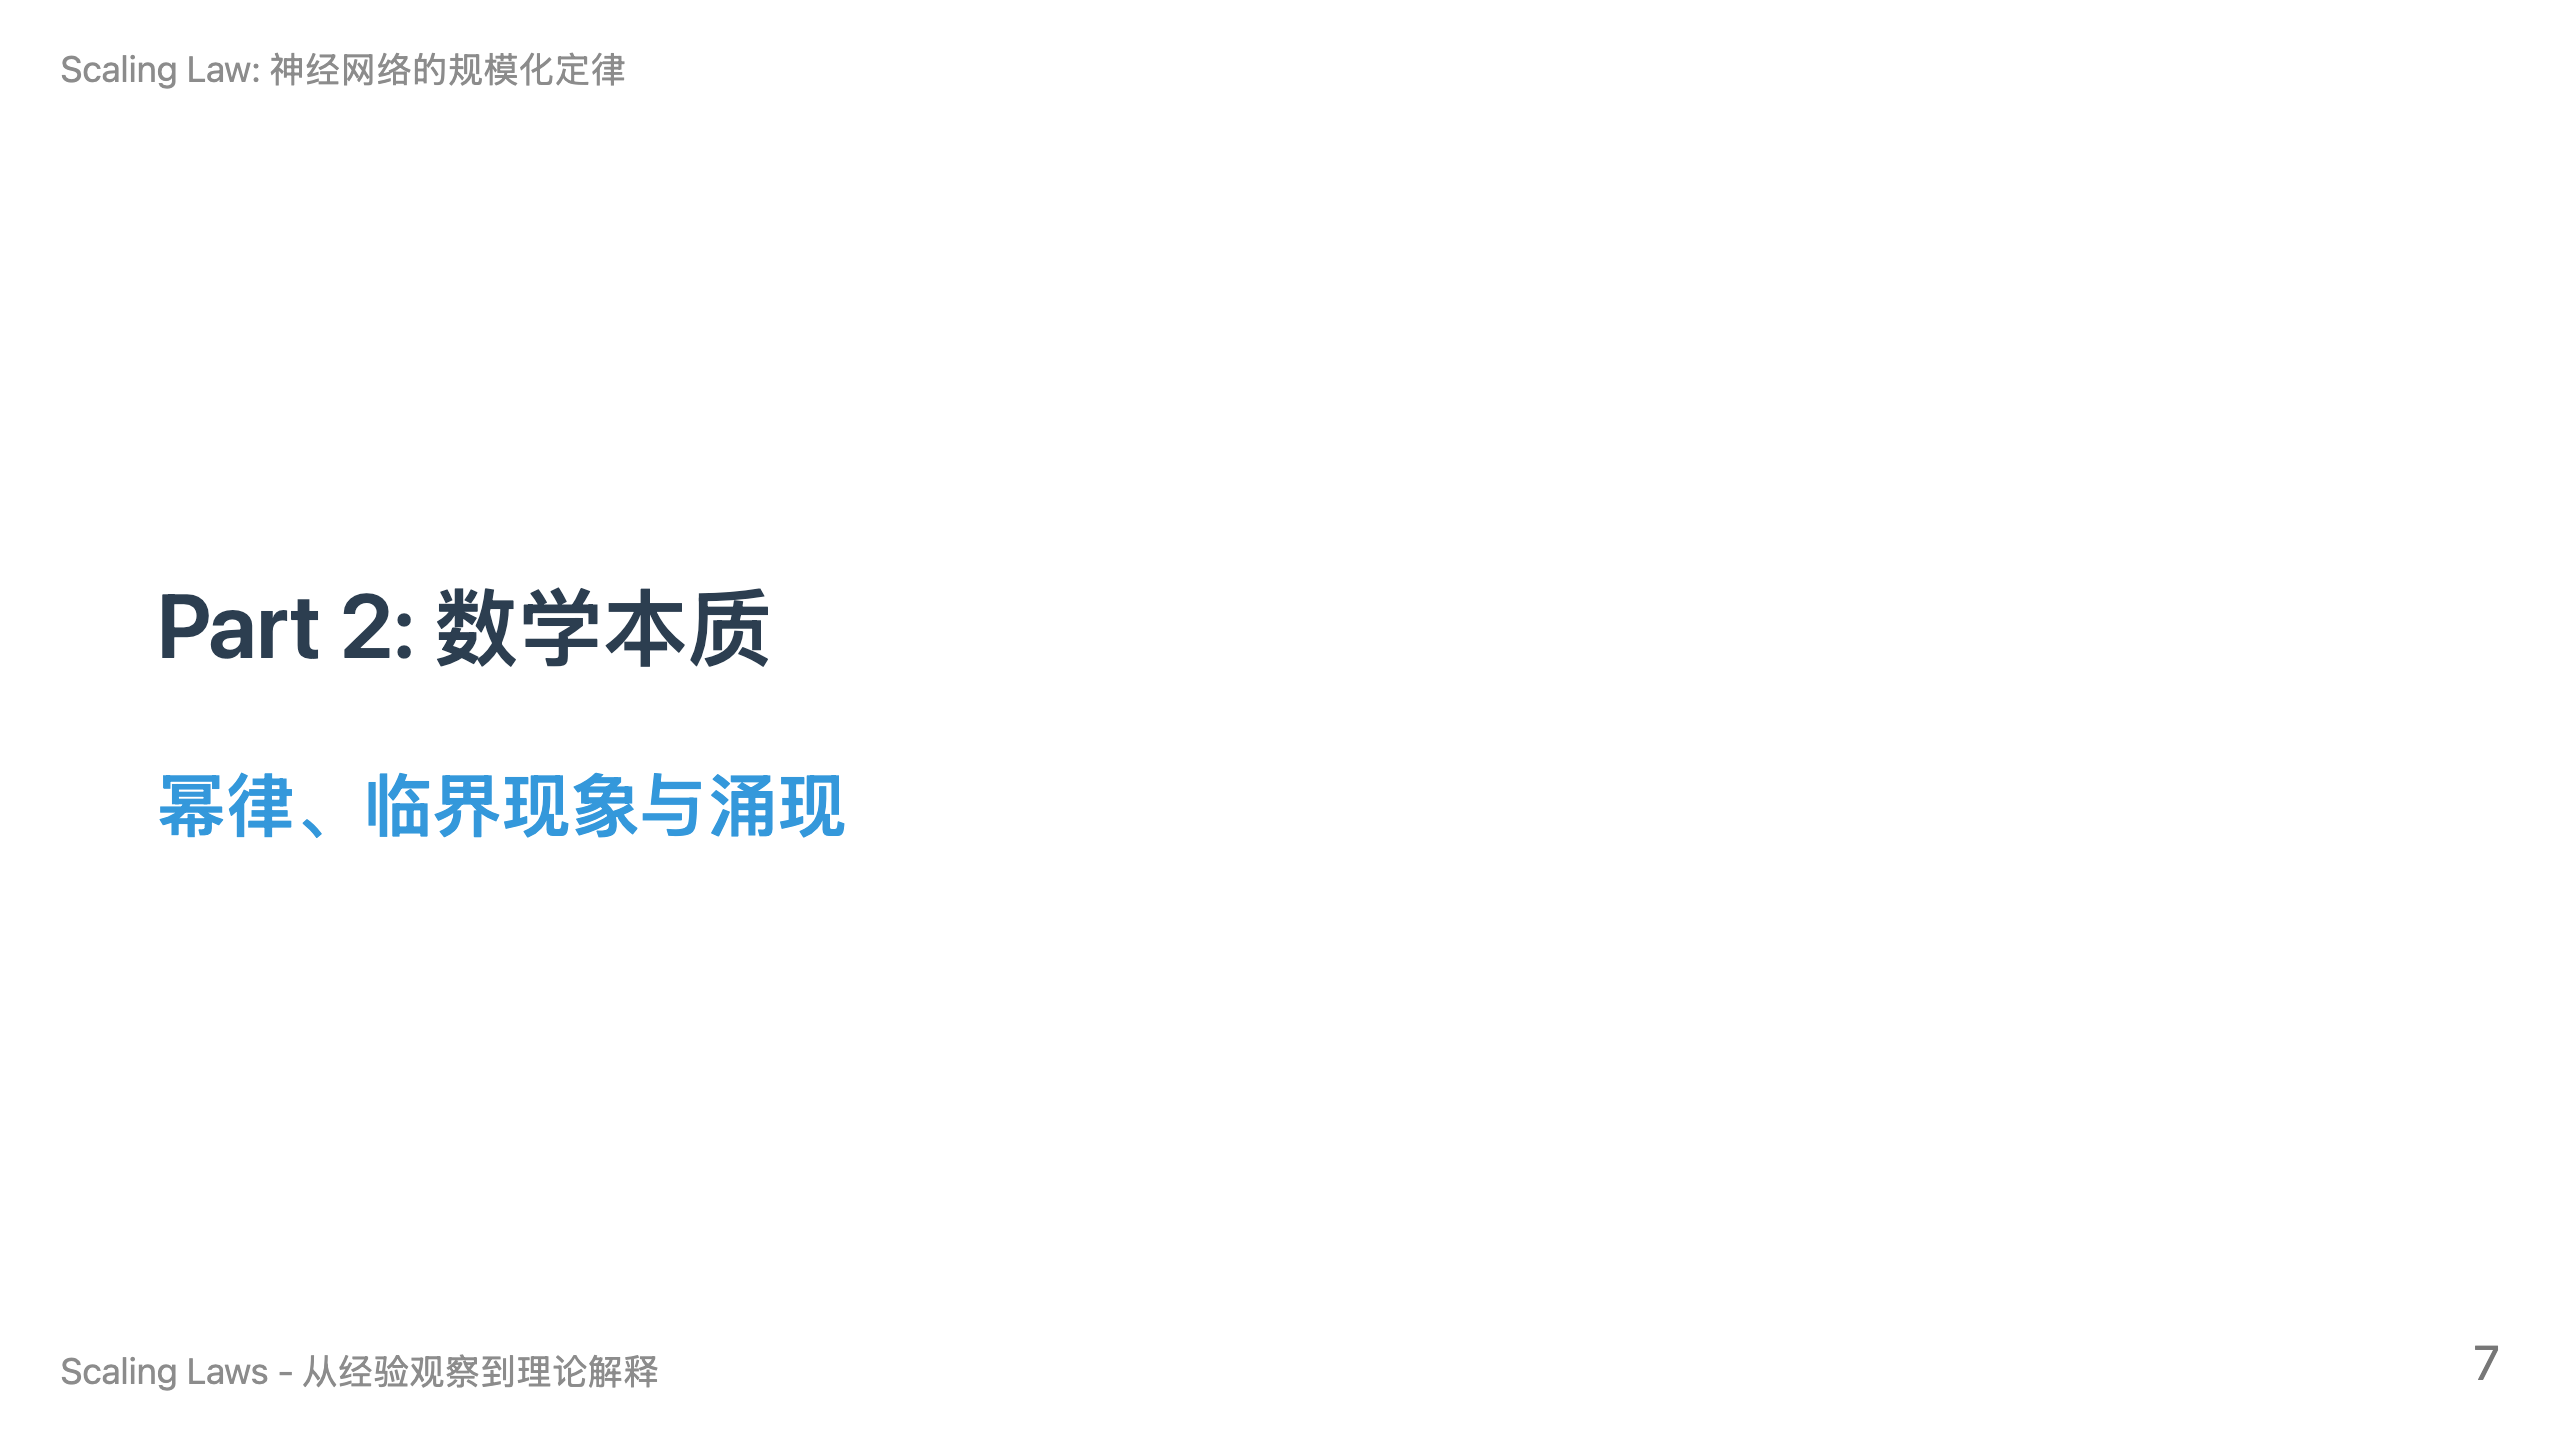 Scaling Law: 神经网络的规模化定律
Part 2: 数学本质
幂律、临界现象与涌现
Scaling Laws - 从经验观察到理论解释
7